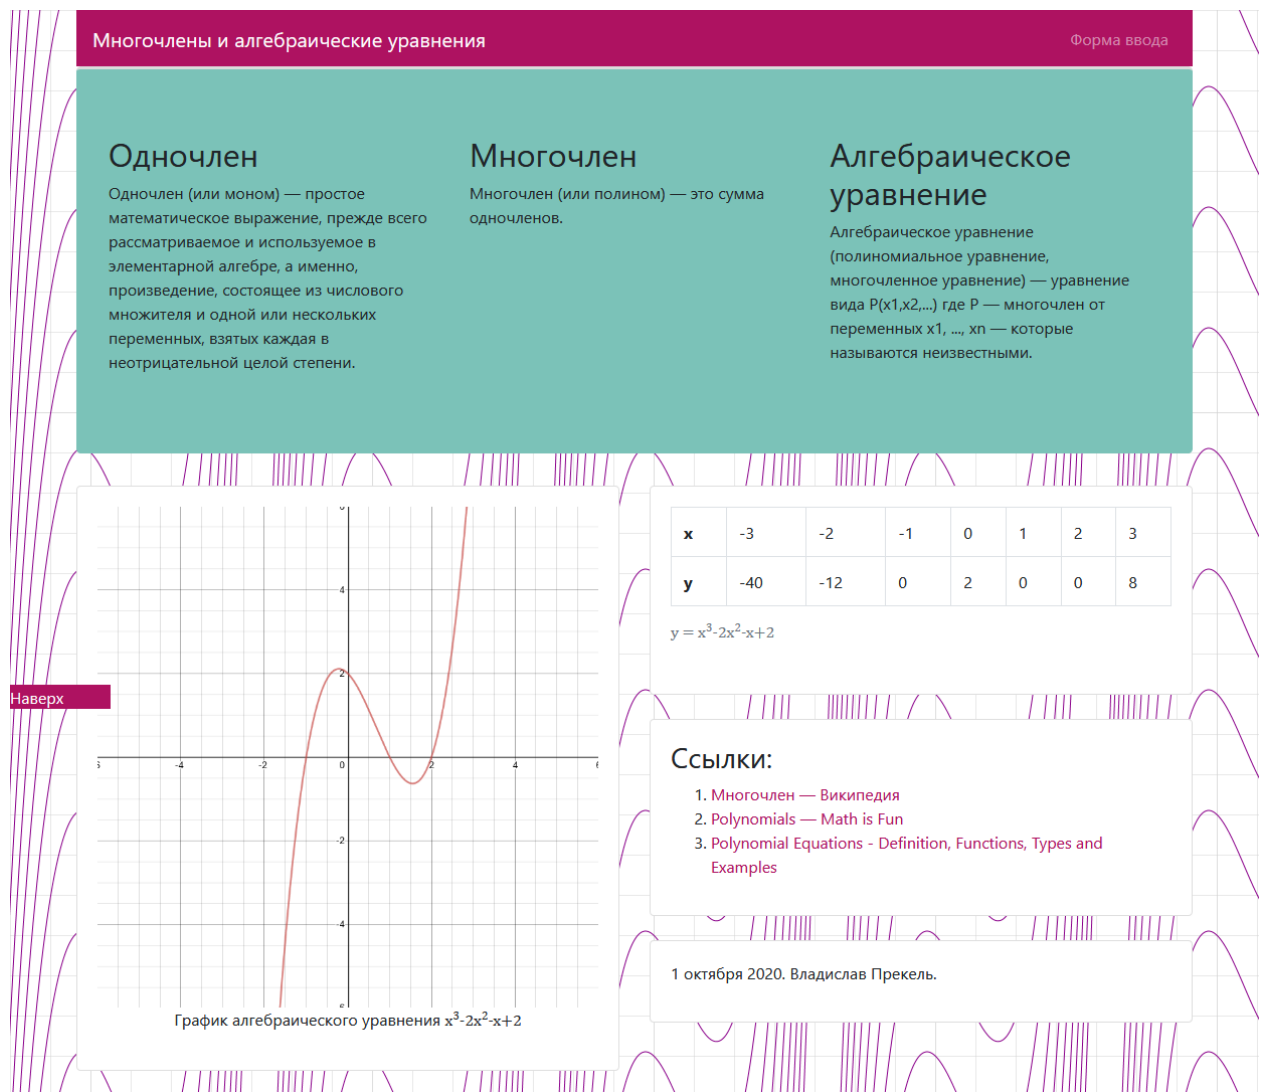 Многочлены и алгебраические уравнения
Форма ввода
Одночлен
Одночлен (или моном) — простое
математическое выражение, прежде всего
рассматриваемое и используемое в
элементарной алгебре, а именно,
произведение, состоящее из числового
множителя и одной или нескольких
переменных, взятых каждая в
неотрицательной целой степени.
Многочлен
Многочлен (или полином) — это сумма
одночленов.
Алгебраическое
уравнение
Алгебраическое уравнение
(полиномиальное уравнение,
многочленное уравнение) — уравнение
вида P(x1,x2,...) где P — многочлен от
переменных x1, ..., xn — которые
называются неизвестными.
4
2
-4 -2 0 2 4
-2
-4
График алгебраического уравнения x³-2x²-x+2
Наверх
x -3 -2 -1 0 1 2 3
y -40 -12 0 2 0 0 8
y = x³-2x²-x+2
Ссылки:
1. Многочлен — Википедия
2. Polynomials — Math is Fun
3. Polynomial Equations - Definition, Functions, Types and
Examples
1 октября 2020. Владислав Прекель.